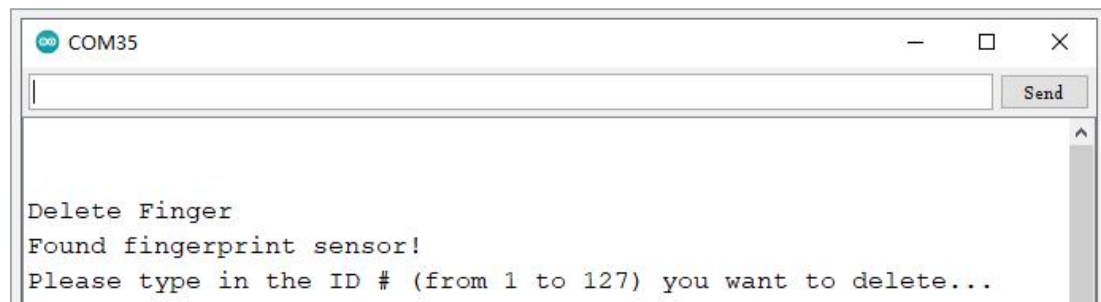 COM35
Send
Delete Finger
Found fingerprint sensor!
Please type in the ID # (from 1 to 127) you want to delete...